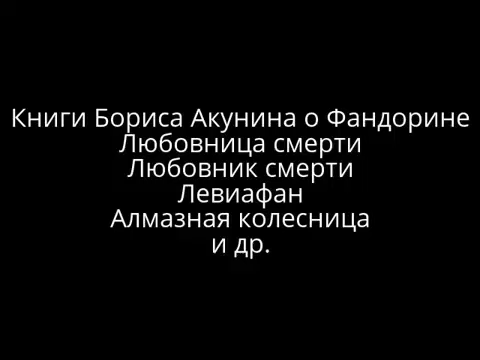 Книги Бориса Акунина о Фандорине
Любовница смерти
Любовник смерти
Левиафан
Алмазная колесница
и др.